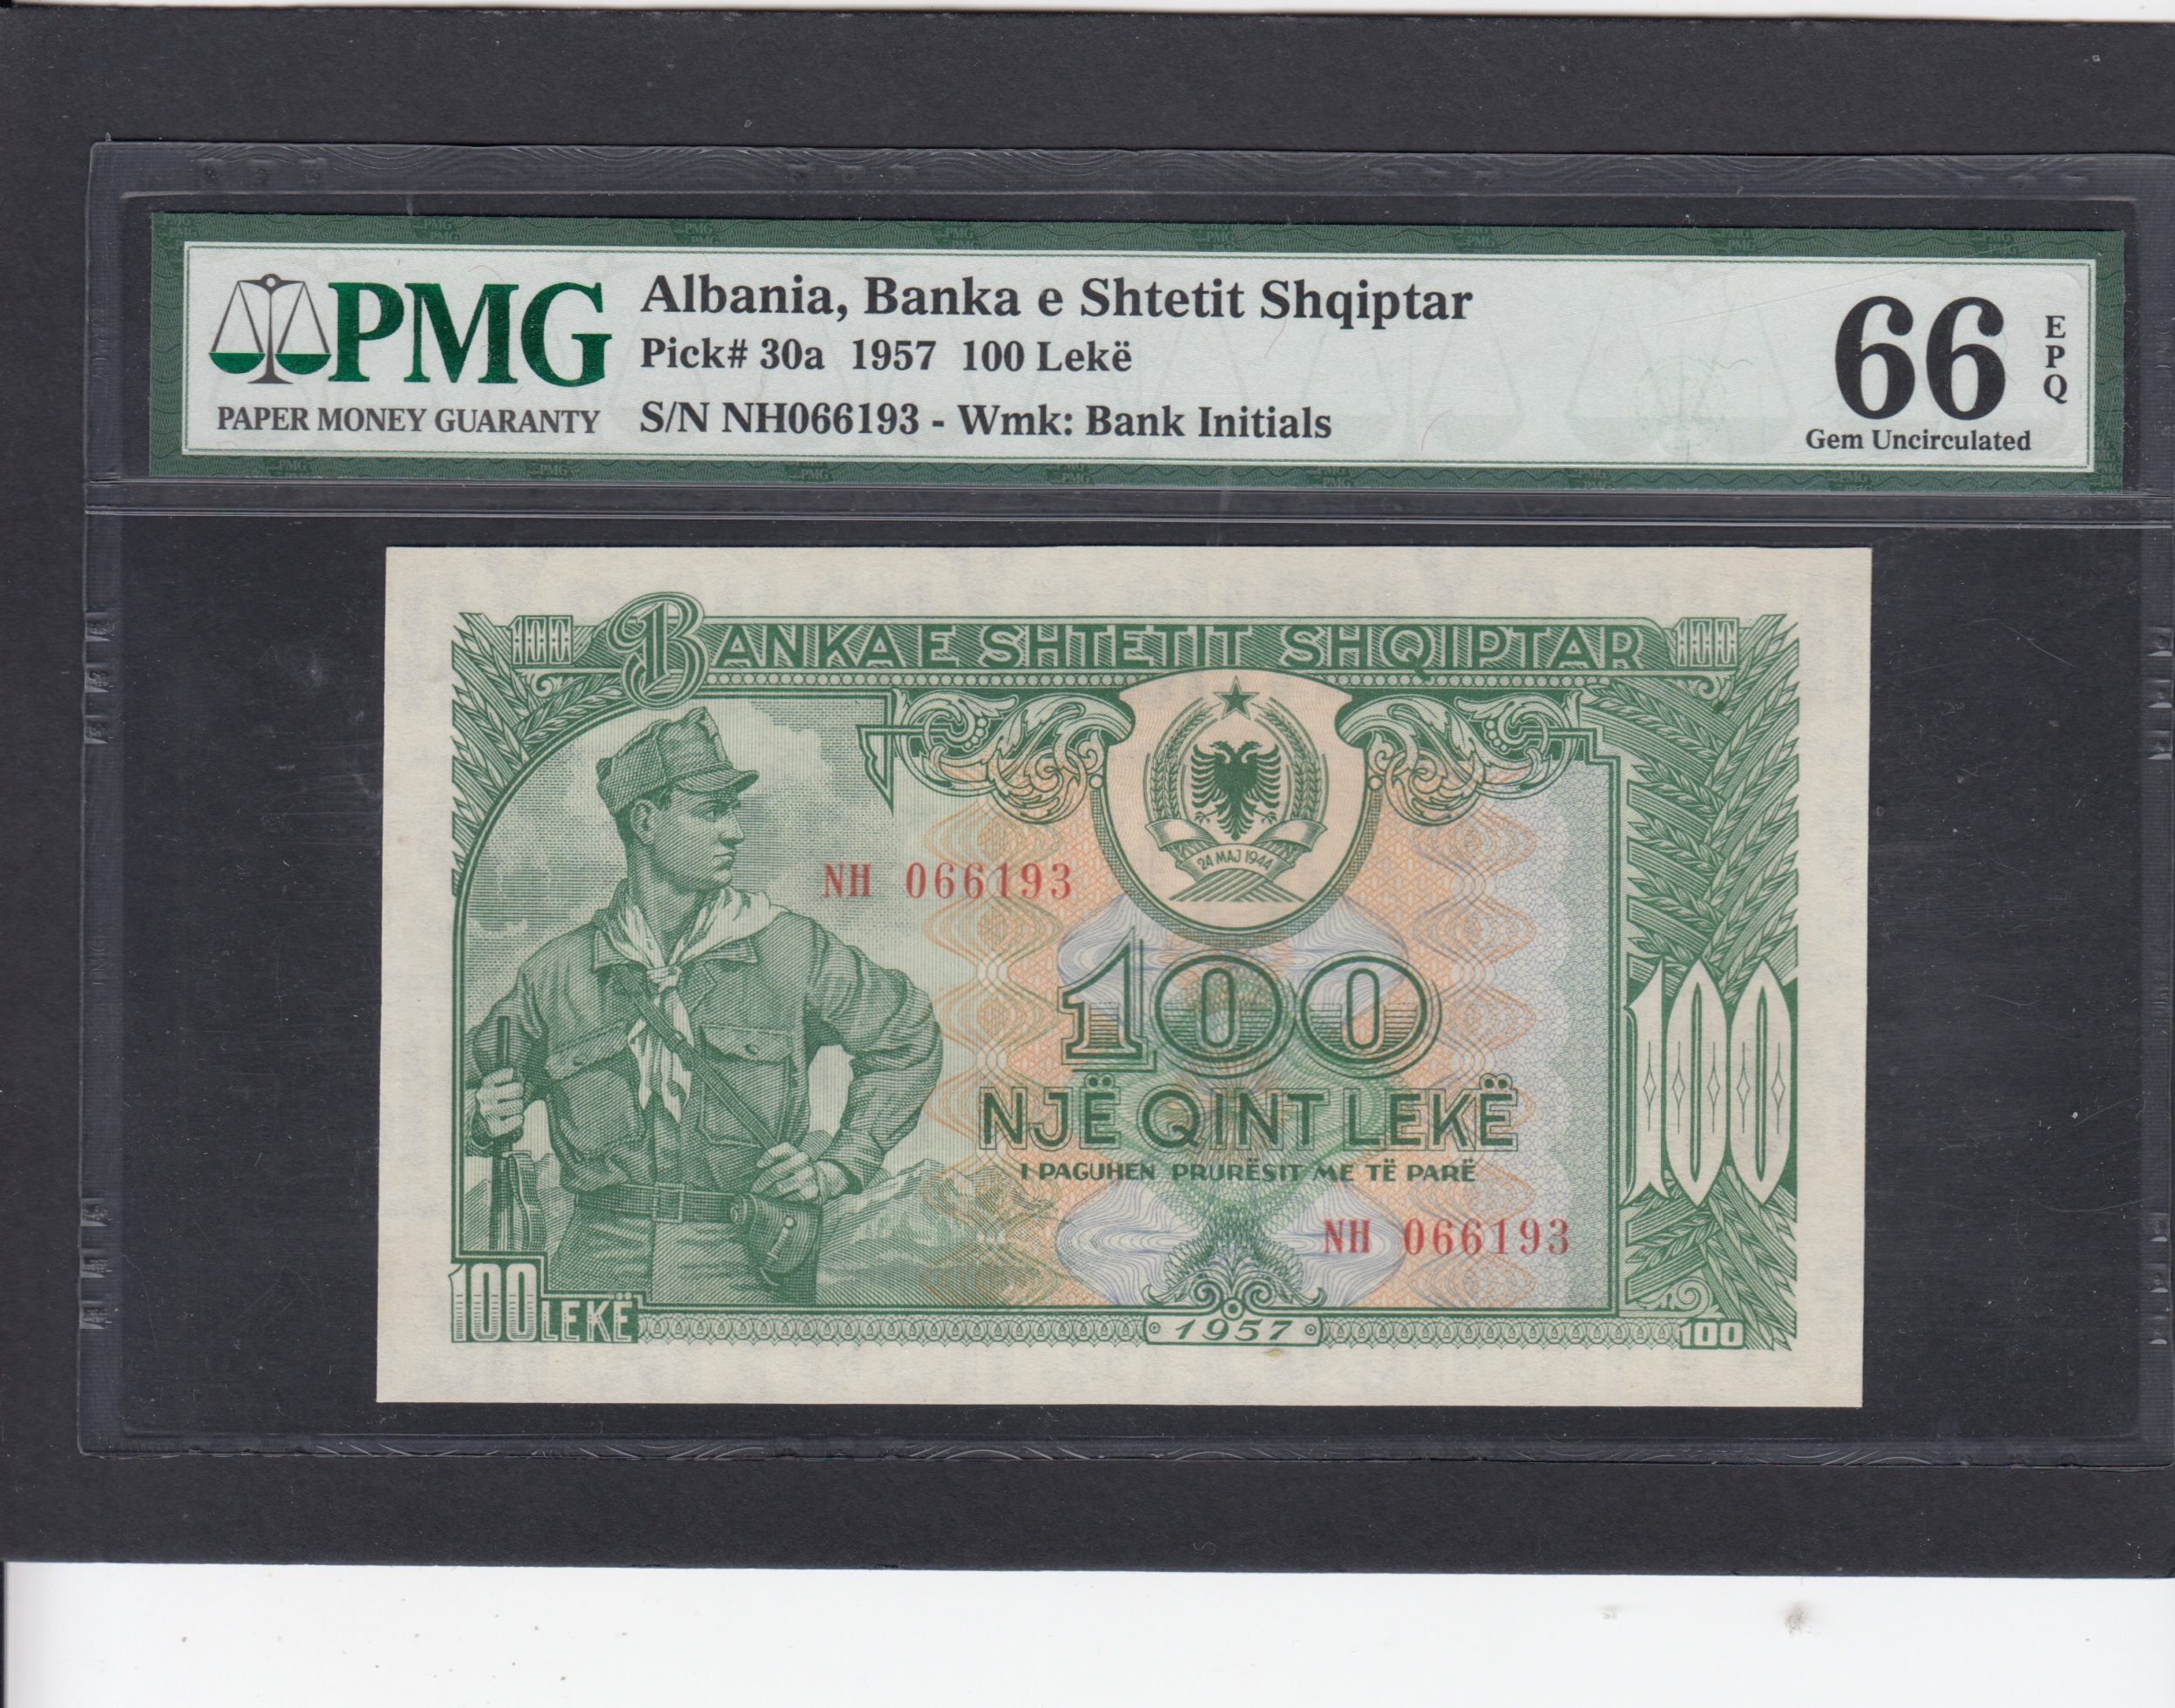 PMG
PAPER MONEY GUARANTY
Albania, Banka e Shtetit Shqiptar
Pick# 30a 1957 100 Lekë
S/N NH066193 - Wmk: Bank Initials
66
EPQ
Gem Uncirculated
100
BANKA E SHTETIT SHQIPTAR
100
24 MAJ 1944
NH 066193
100
NJË QINT LEKË
I PAGUHEN PRURËSIT ME TË PARË
100
NH 066193
100 LEKË
1957
100